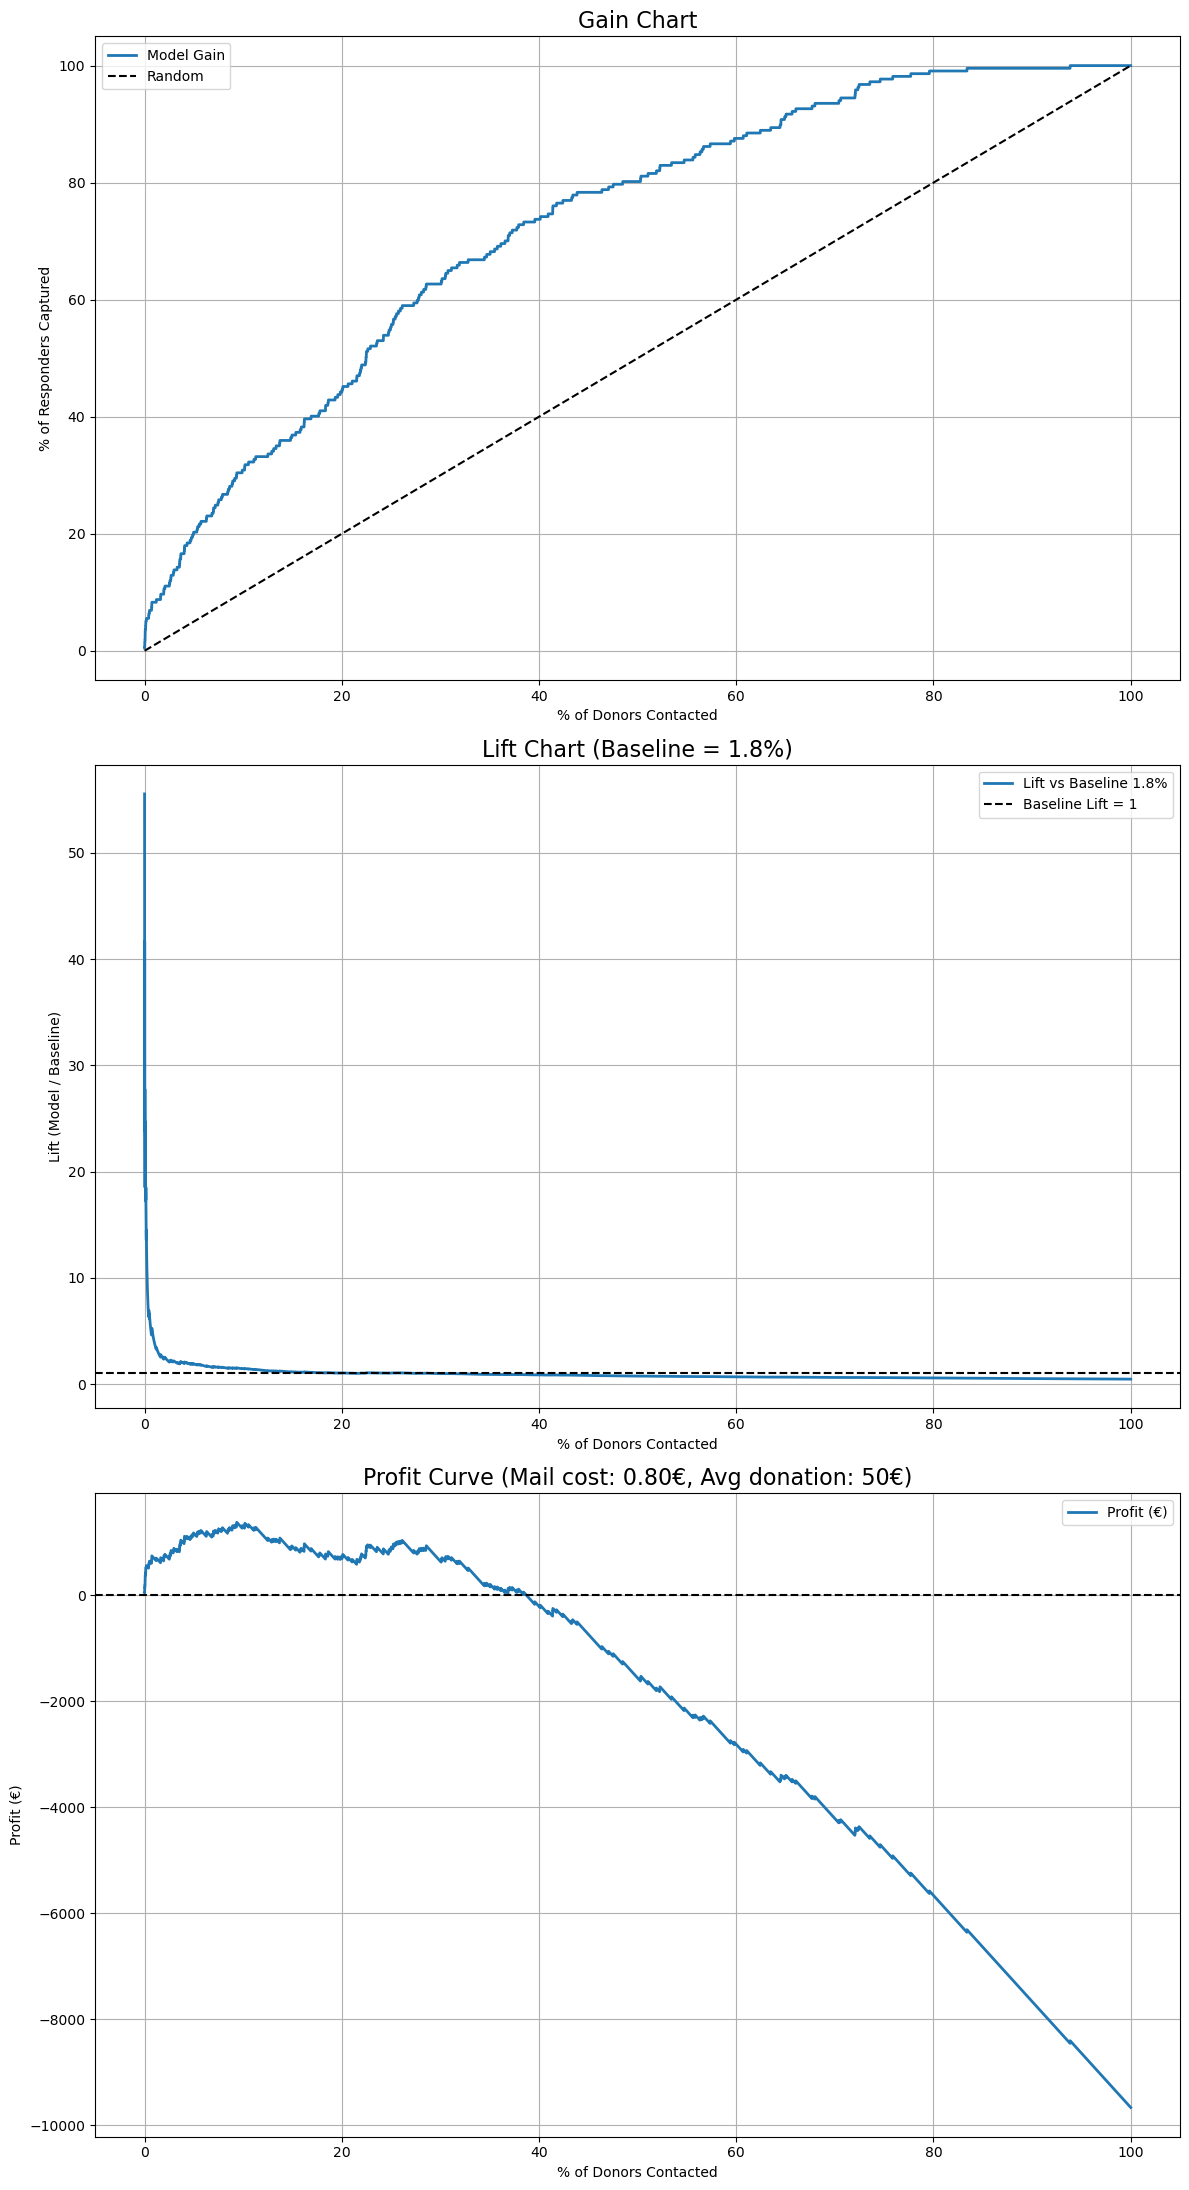 Gain Chart
Model Gain
Random
% of Responders Captured
100
80
60
40
20
0
0 20 40 60 80 100
% of Donors Contacted
Lift Chart (Baseline = 1.8%)
Lift vs Baseline 1.8%
Baseline Lift = 1
Lift (Model / Baseline)
50
40
30
20
10
0
0 20 40 60 80 100
% of Donors Contacted
Profit Curve (Mail cost: 0.80€, Avg donation: 50€)
Profit (€)
Profit (€)
0
−2000
−4000
−6000
−8000
−10000
0 20 40 60 80 100
% of Donors Contacted